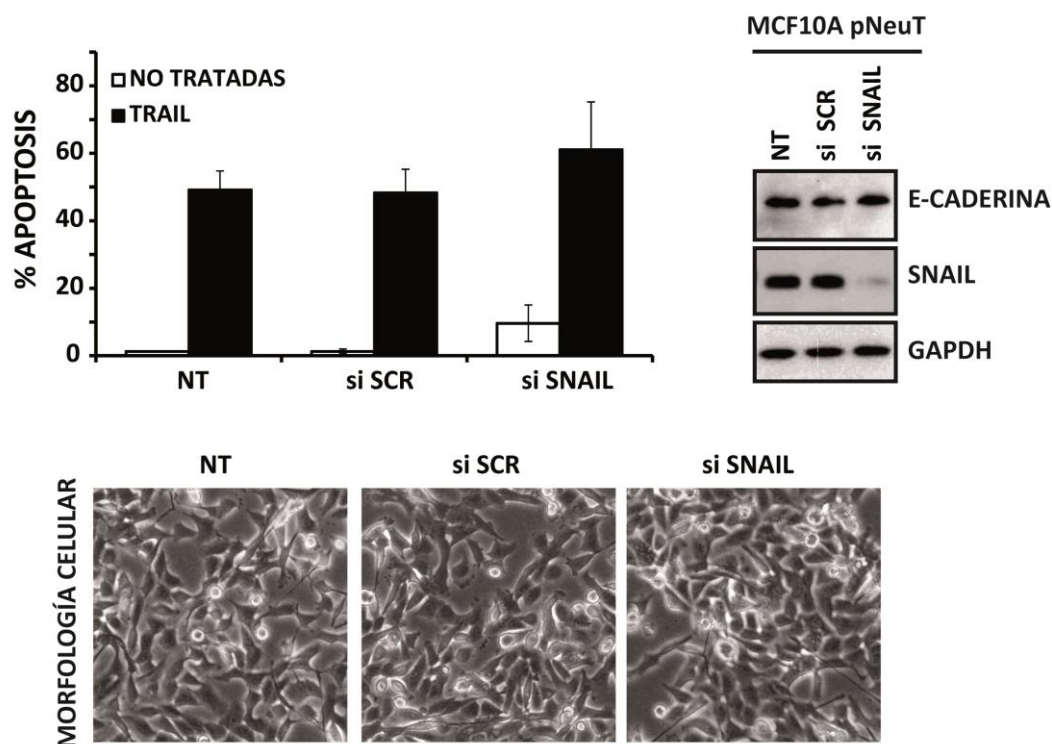 % APOPTOSIS
80
60
40
20
0
NO TRATADAS
TRAIL
NT
si SCR
si SNAIL
MCF10A pNeuT
NT
si SCR
si SNAIL
E-CADERINA
SNAIL
GAPDH
MORFOLOGÍA CELULAR
NT
si SCR
si SNAIL